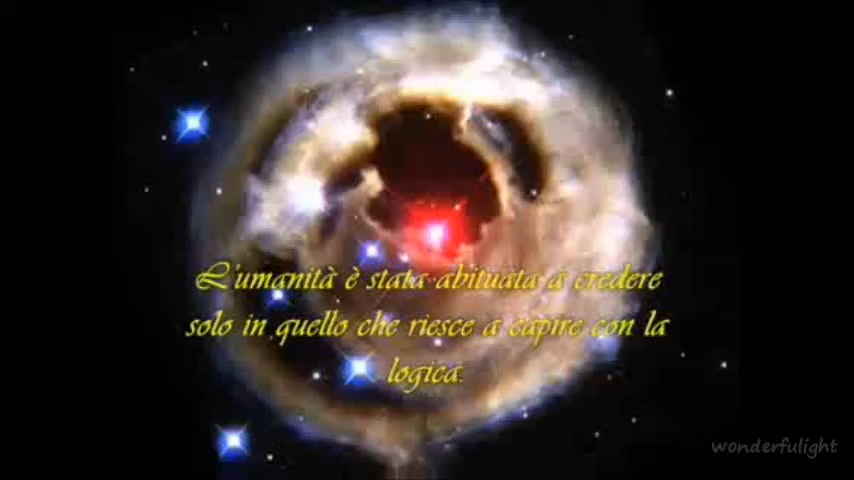 L'umanità è stata abituata a credere
solo in quello che riesce a capire con la
logica.
wonderfulight